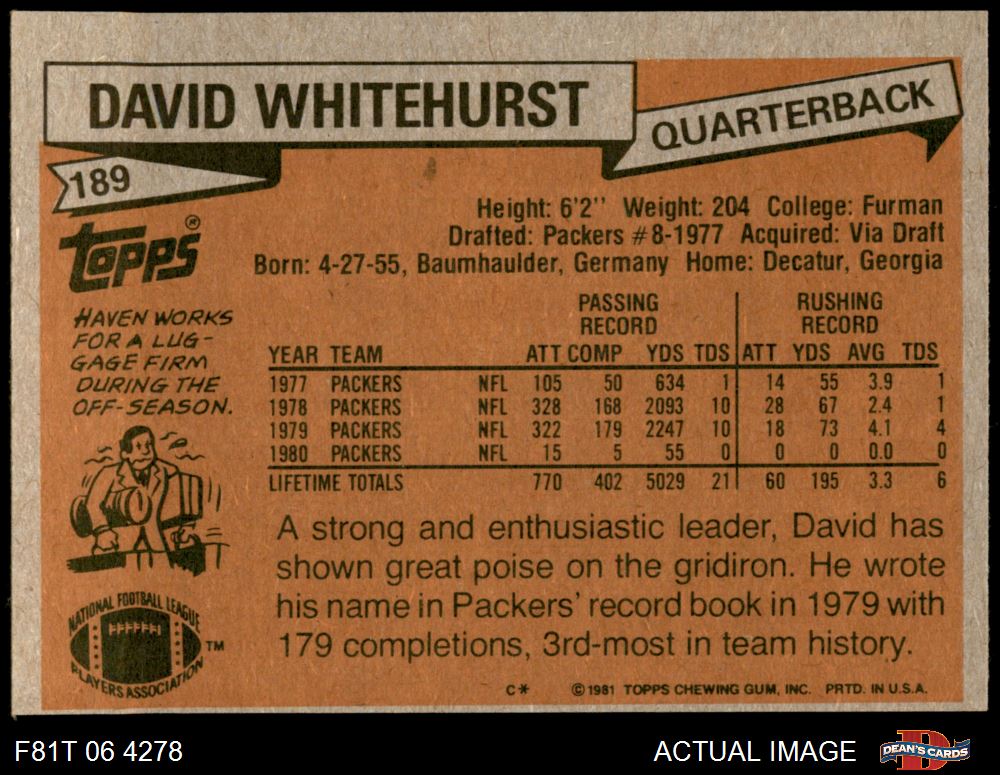 DAVID WHITEHURST
QUARTERBACK
189
topps®
Height: 6'2'' Weight: 204 College: Furman
Drafted: Packers #8-1977 Acquired: Via Draft
Born: 4-27-55, Baumhaulder, Germany Home: Decatur, Georgia
HAVEN WORKS
FOR A LUG-
GAGE FIRM
DURING THE
OFF-SEASON.
PASSING RECORD RUSHING RECORD
YEAR TEAM ATT COMP YDS TDS ATT YDS AVG TDS
1977 PACKERS NFL 105 50 634 1 14 55 3.9 1
1978 PACKERS NFL 328 168 2093 10 28 67 2.4 1
1979 PACKERS NFL 322 179 2247 10 18 73 4.1 4
1980 PACKERS NFL 15 5 55 0 0 0 0.0 0
LIFETIME TOTALS 770 402 5029 21 60 195 3.3 6
A strong and enthusiastic leader, David has
shown great poise on the gridiron. He wrote
his name in Packers' record book in 1979 with
179 completions, 3rd-most in team history.
NATIONAL FOOTBALL LEAGUE
PLAYERS ASSOCIATION
TM
C* ©1981 TOPPS CHEWING GUM, INC. PRTD. IN U.S.A.
F81T 06 4278
ACTUAL IMAGE
D
DEAN'S CARDS